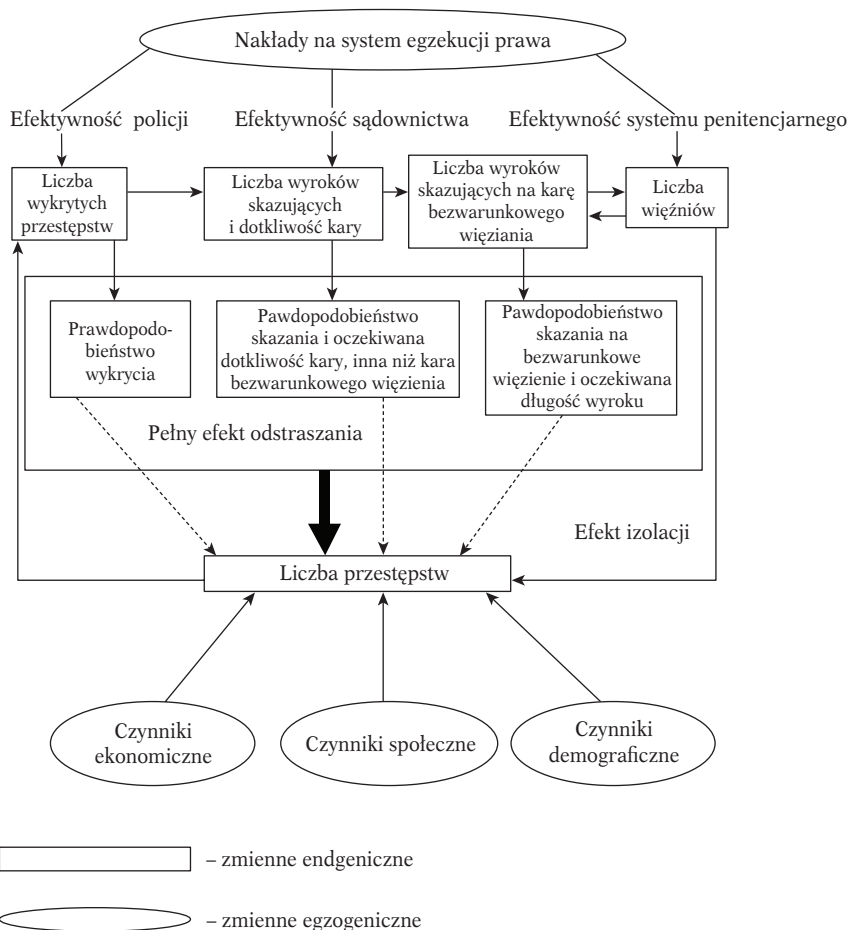 Nakłady na system egzekucji prawa
Efektywność policji
Efektywność sądownictwa
Efektywność systemu penitencjarnego
Liczba
wykrytych
przestępstw
Liczba wyroków
skazujących
i dotkliwość kary
Liczba wyroków
skazujących na karę
bezwarunkowego
więziania
Liczba
więźniów
Prawdopodo-
bieństwo
wykrycia
Pawdopodobieństwo
skazania i oczekiwana
dotkliwość kary, inna niż kara
bezwarunkowego więzienia
Pawdopodobieństwo
skazania na
bezwarunkowe
więzienie i oczekiwana
długość wyroku
Pełny efekt odstraszania
Efekt izolacji
Liczba przestępstw
Czynniki
ekonomiczne
Czynniki społeczne
Czynniki
demograficzne
– zmienne endgeniczne
– zmienne egzogeniczne